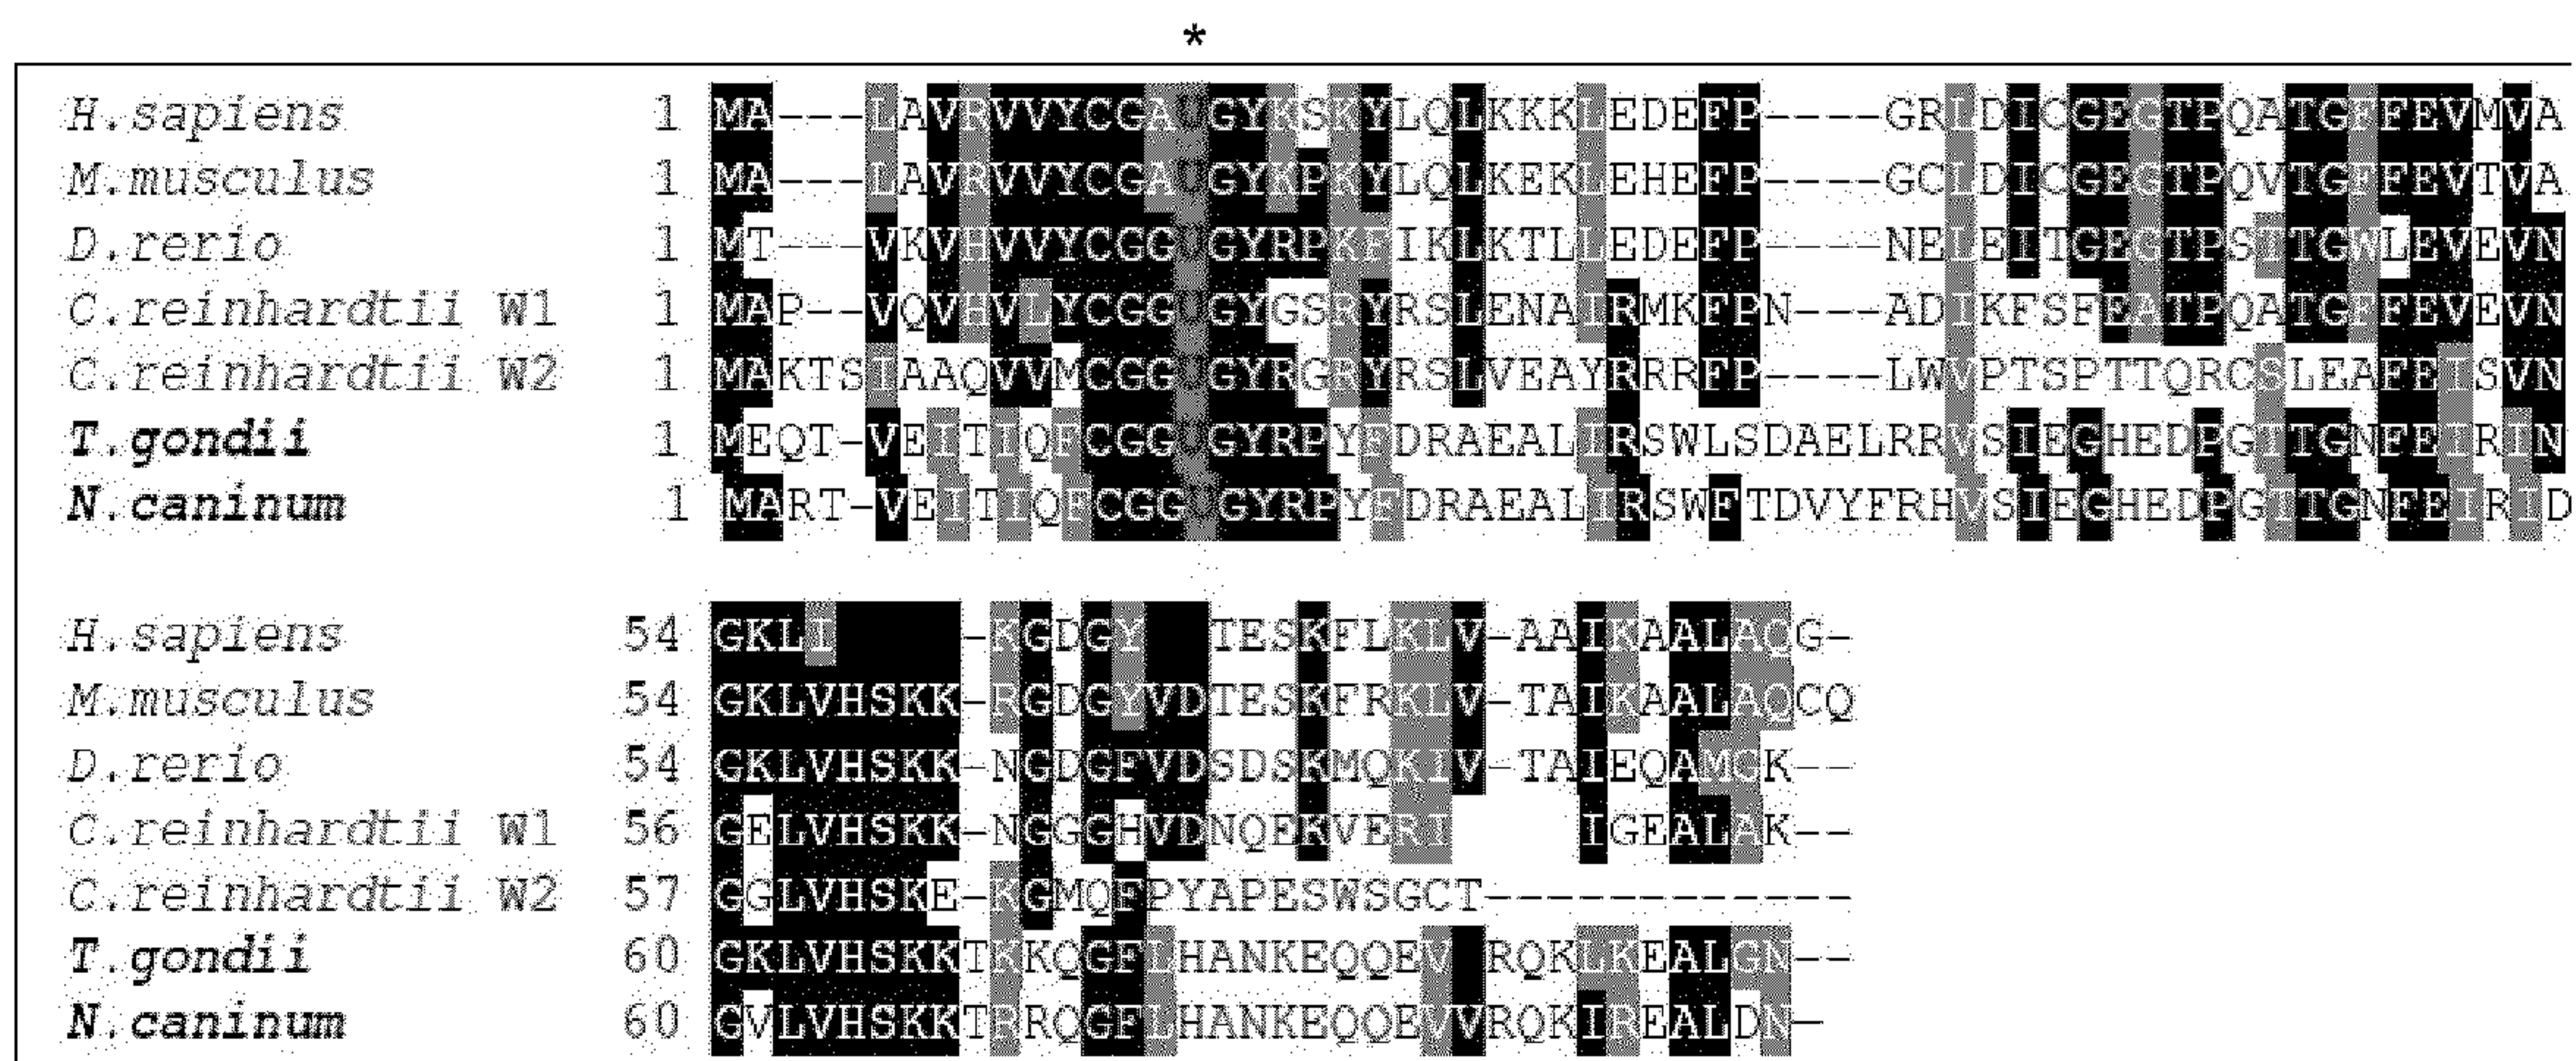 *
H.sapiens 1 MA---LAVRVVYCGAUGYKSKYLQLKKKLEDEFP----GRLDICGEGTPQATGFFEVMVA
M.musculus 1 MA---LAVRVVYCGAUGYKPKYLQLKEKLEHEFP----GCLDICGEGTPQVTGFFEVTVA
D.rerio 1 MT---VKVHVVYCGGUGYRPKFIKLKTLLEDEFP----NELEITGEGTPSTTGWLEVEVN
C.reinhardtii W1 1 MAP--VQVHVLYCGGUGYGSRYRSLENAIRMKFPN---ADIKFSFEATPQATGFFEVEVN
C.reinhardtii W2 1 MAKTSIAAQVVMCGGUGYRGRYRSLVEAYRRRFP----LWVPTSPTTQRCSLEAFEISVN
T.gondii 1 MEQT-VEITIQFCGGUGYRPYFDRAEALIRSWLSDAELRRVSIEGHEDPGTTGNFEIRIN
N.caninum 1 MART-VEITIQFCGGUGYRPYFDRAEALIRSWFTDVYFRHVSIEGHEDPGTTGNFEIRID
H.sapiens 54 GKLI -KGDGY TESKFLKLV-AAIKAALAQG-
M.musculus 54 GKLVHSKK-RGDGYVDTESKFRKLV-TAIKAALAQCQ
D.rerio 54 GKLVHSKK-NGDGFVDSDSKMQKIV-TAIEQAMGK--
C.reinhardtii W1 56 GELVHSKK-NGGGHVDNQEKVERI IGEALAK--
C.reinhardtii W2 57 GGLVHSKE-KGMQFPYAPESWSGCT------------
T.gondii 60 GKLVHSKKTKKQGFLHANKEQQEV RQKLKEALGN--
N.caninum 60 GVLVHSKKTRRQGFLHANKEQQEVVRQKIREALDN-